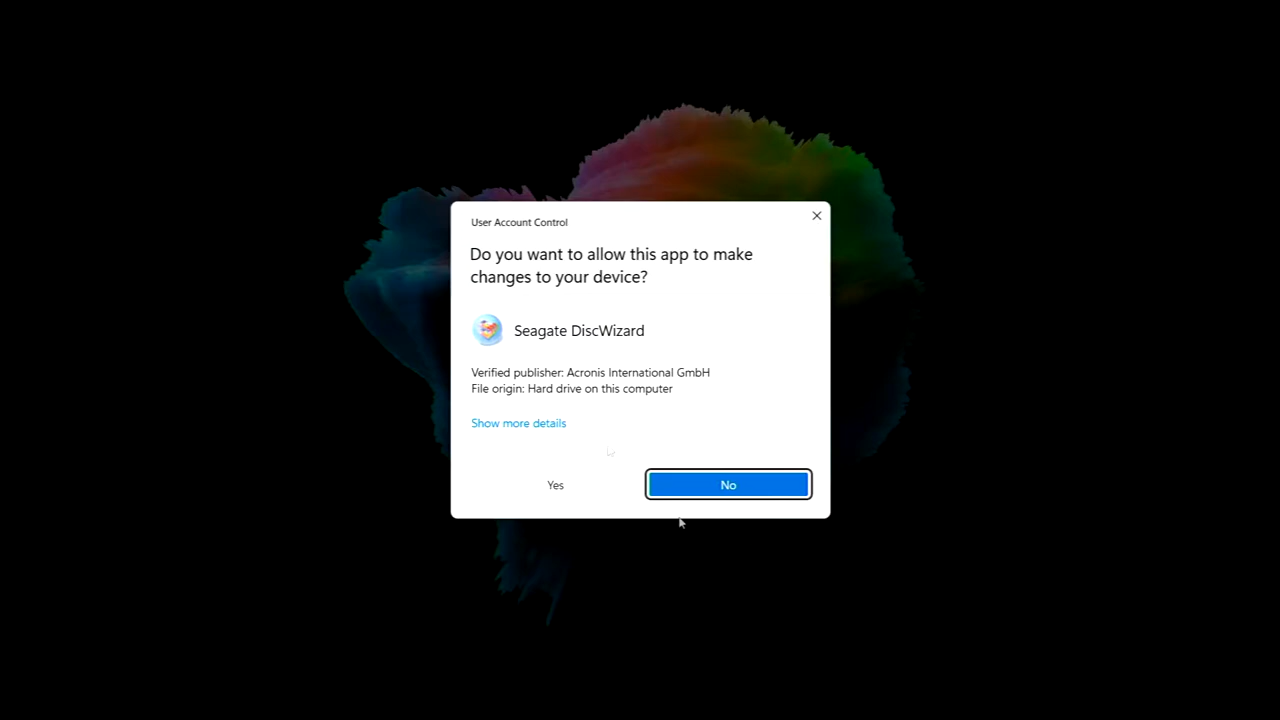 User Account Control
Do you want to allow this app to make
changes to your device?
Seagate DiscWizard
Verified publisher: Acronis International GmbH
File origin: Hard drive on this computer
Show more details
Yes
No